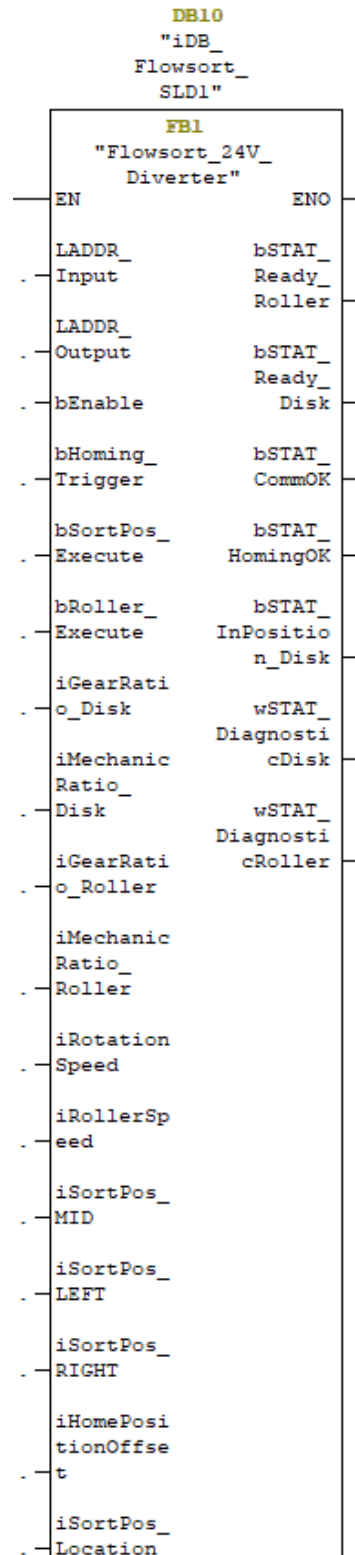 DB10
"iDB_
Flowsort_
SLD1"
FB1
"Flowsort_24V_
Diverter"
EN ENO
LADDR_ bSTAT_
Input Ready_
Roller
LADDR_
Output bSTAT_
Ready_
bEnable Disk
bHoming_ bSTAT_
Trigger CommOK
bSortPos_ bSTAT_
Execute HomingOK
bRoller_ bSTAT_
Execute InPositio
n_Disk
iGearRati
o_Disk wSTAT_
Diagnosti
iMechanic cDisk
Ratio_
Disk wSTAT_
Diagnosti
iGearRati cRoller
o_Roller
iMechanic
Ratio_
Roller
iRotation
Speed
iRollerSp
eed
iSortPos_
MID
iSortPos_
LEFT
iSortPos_
RIGHT
iHomePosi
tionOffse
t
iSortPos_
Location